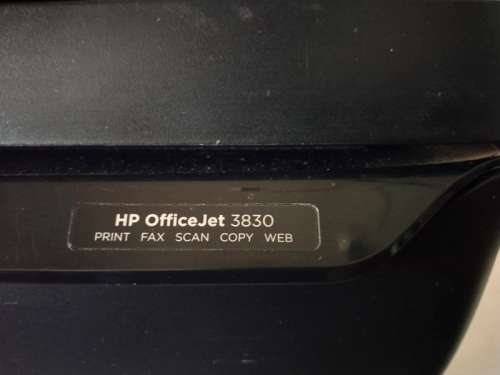 HP OfficeJet 3830
PRINT FAX SCAN COPY WEB